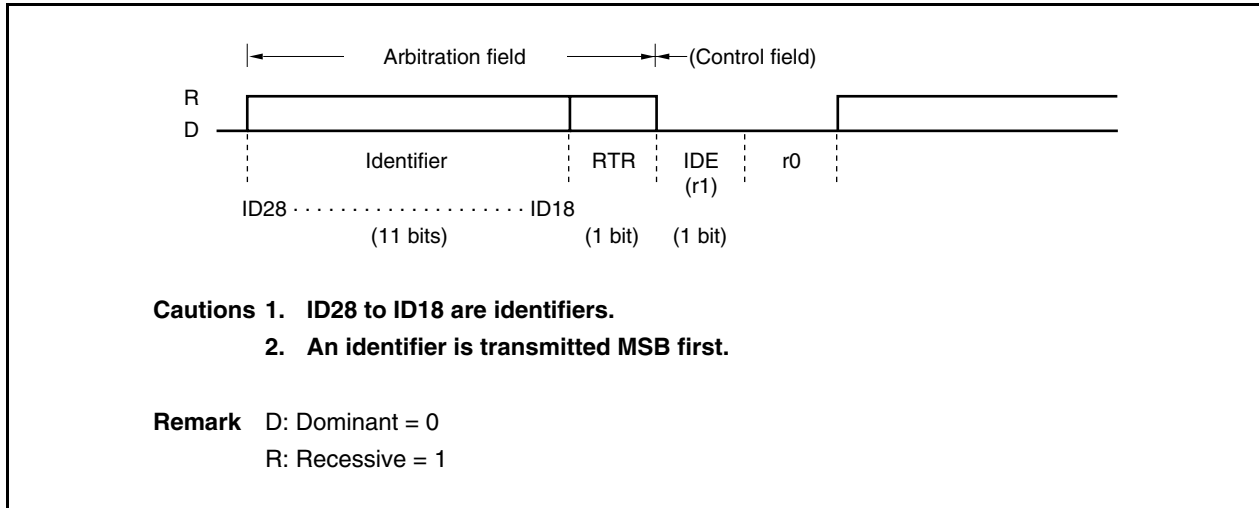 Arbitration field (Control field)
R
D
Identifier RTR IDE r0
(r1)
ID28 · · · · · · · · · · · · · · · · · · · · ID18
(11 bits) (1 bit) (1 bit)
Cautions 1. ID28 to ID18 are identifiers.
2. An identifier is transmitted MSB first.
Remark D: Dominant = 0
R: Recessive = 1